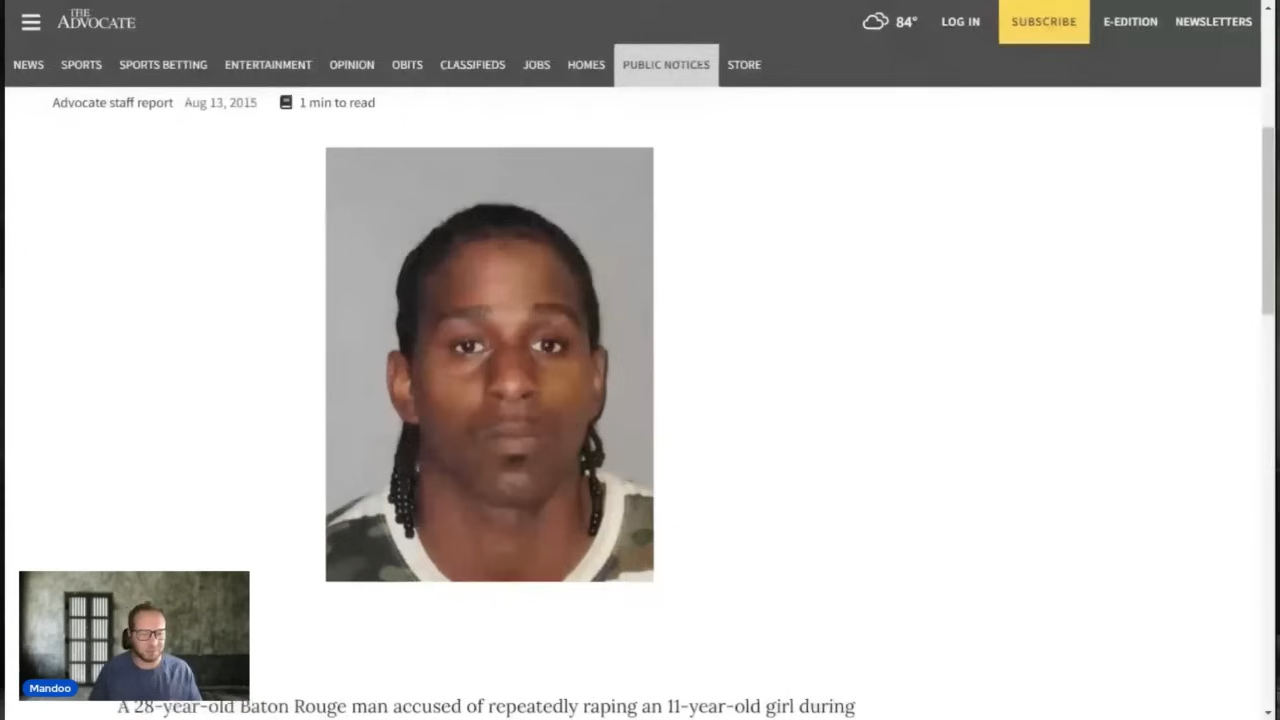 THE
ADVOCATE
84°
LOG IN
SUBSCRIBE
E-EDITION
NEWSLETTERS
NEWS
SPORTS
SPORTS BETTING
ENTERTAINMENT
OPINION
OBITS
CLASSIFIEDS
JOBS
HOMES
PUBLIC NOTICES
STORE
Advocate staff report Aug 13, 2015 1 min to read
Mandoo
A 28-year-old Baton Rouge man accused of repeatedly raping an 11-year-old girl during